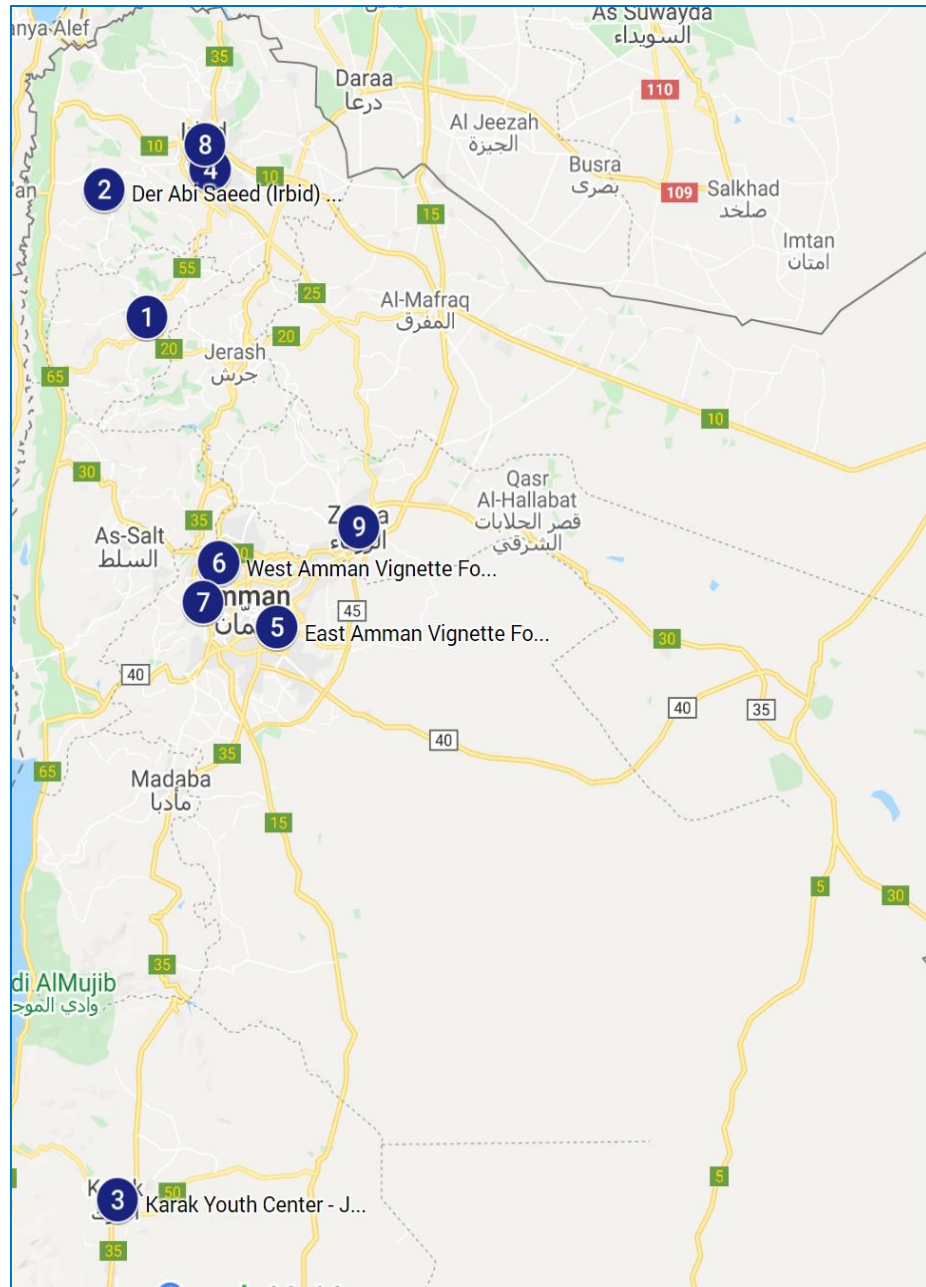 As Suwayda
السويداء
anya Alef
35
Daraa
درعا
110
Al Jeezah
الجيزة
8
10
4
10
Busra
بصرى
109
Salkhad
صلخد
2
Der Abi Saeed (Irbid) ...
an
15
Imtan
امتان
55
25
Al-Mafraq
المفرق
1
20
20
Jerash
جرش
65
10
30
Qasr
Al-Hallabat
قصر الحلابات
الشرقي
35
9
As-Salt
السلط
6
West Amman Vignette Fo...
7
mman
45
5
East Amman Vignette Fo...
30
40
40
35
40
35
65
Madaba
مأدبا
15
5
30
35
di AlMujib
وادي الموج
3
50
Karak Youth Center - J...
5
35